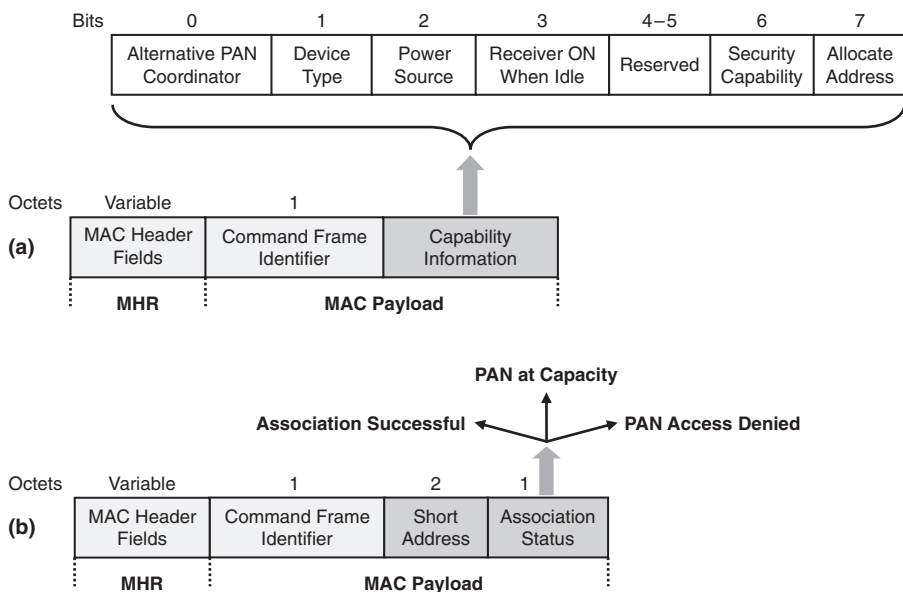 Bits 0 1 2 3 4–5 6 7
Alternative PAN Coordinator
Device Type
Power Source
Receiver ON When Idle
Reserved
Security Capability
Allocate Address
Octets Variable 1
(a)
MAC Header Fields
Command Frame Identifier
Capability Information
MHR MAC Payload
PAN at Capacity
Association Successful PAN Access Denied
Octets Variable 1 2 1
(b)
MAC Header Fields
Command Frame Identifier
Short Address
Association Status
MHR MAC Payload